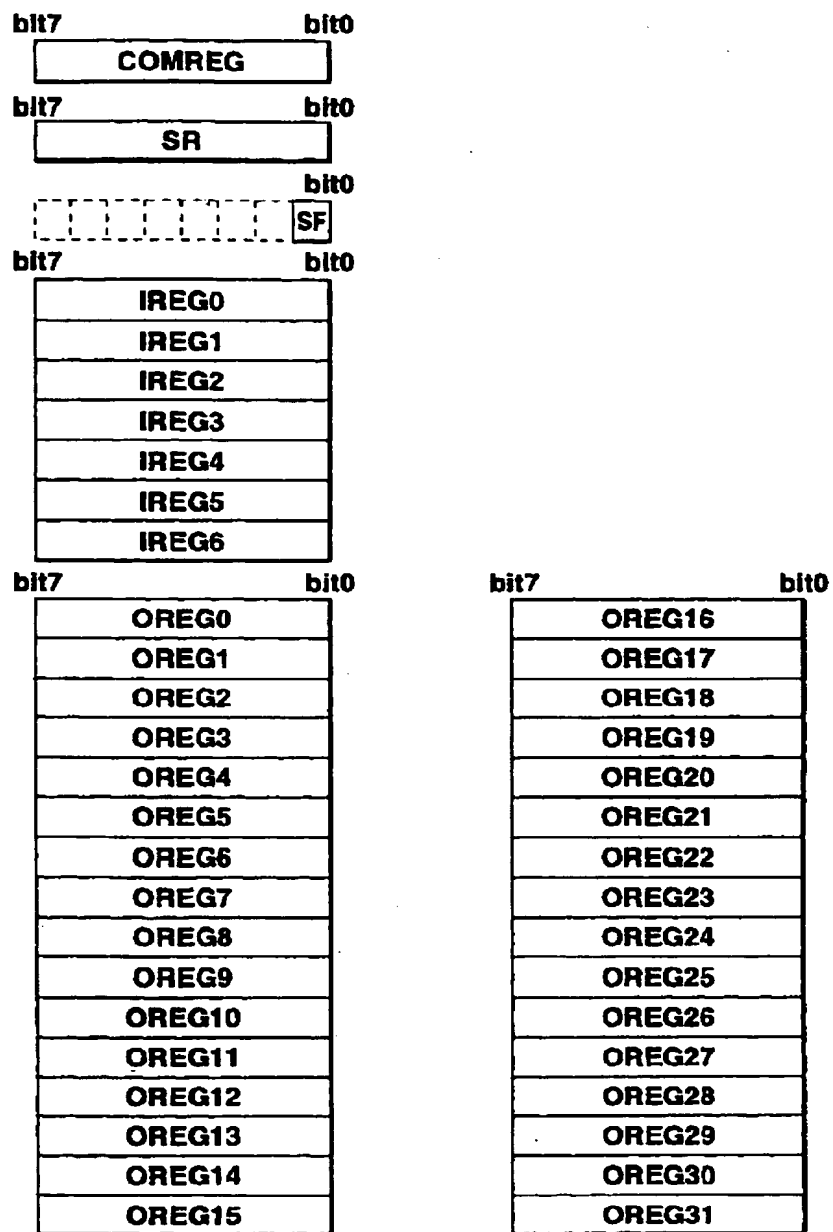 bit7 bit0
COMREG
bit7 bit0
SR
bit0
SF
bit7 bit0
IREG0
IREG1
IREG2
IREG3
IREG4
IREG5
IREG6
bit7 bit0
OREG0
OREG1
OREG2
OREG3
OREG4
OREG5
OREG6
OREG7
OREG8
OREG9
OREG10
OREG11
OREG12
OREG13
OREG14
OREG15
bit7 bit0
OREG16
OREG17
OREG18
OREG19
OREG20
OREG21
OREG22
OREG23
OREG24
OREG25
OREG26
OREG27
OREG28
OREG29
OREG30
OREG31